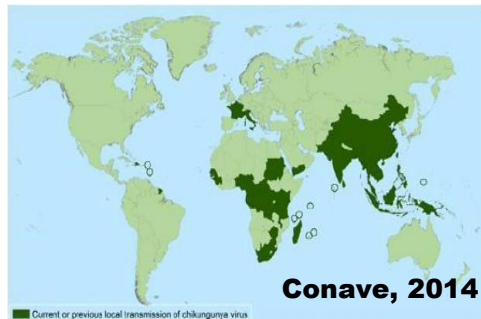 Conave, 2014
Current or previous local transmission of chikungunya virus